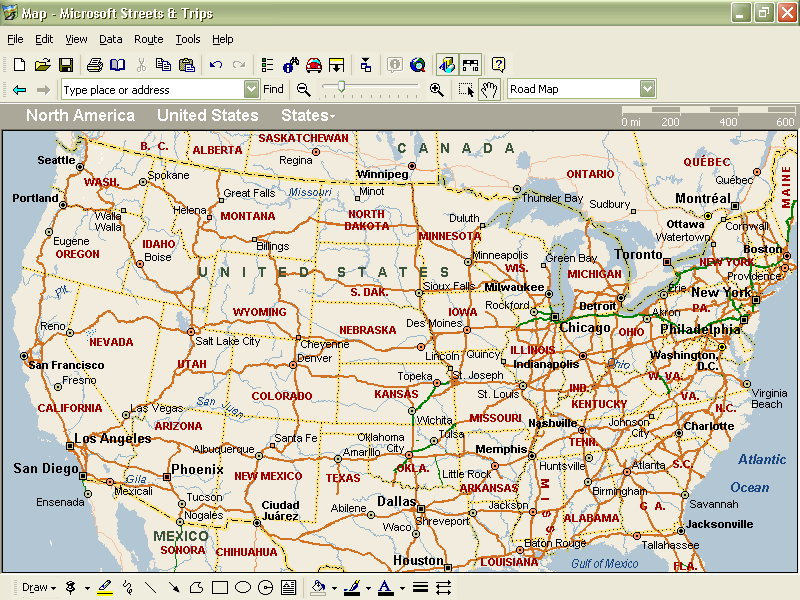 Map - Microsoft Streets & Trips
File Edit View Data Route Tools Help
Type place or address Find Road Map
North America United States States
0 mi 200 400 600
CANADA
B. C. ALBERTA SASKATCHEWAN
Regina
Winnipeg
ONTARIO
QUÉBEC
Québec
MAINE
Seattle
WASH.
Spokane
Great Falls
Missouri
Minot
Thunder Bay
Sudbury
Montréal
Portland
Walla
Walla
Helena
MONTANA
NORTH
DAKOTA
Duluth
MINNESOTA
Ottawa
Cornwall
Watertown
Eugene
OREGON
IDAHO
Boise
Billings
Minneapolis
Green Bay
WIS.
Toronto
Boston
NEW YORK
Providence
UNITED STATES
MICHIGAN
Pit
S. DAK.
Sioux Falls
Milwaukee
Erie
New York
WYOMING
Rockford
Detroit
PA.
IOWA
Des Moines
Akron
Reno
NEVADA
NEBRASKA
Chicago
OHIO
Philadelphia
Salt Lake City
Cheyenne
Denver
Lincoln
Quincy
ILLINOIS
Indianapolis
Ohio
Washington,
D.C.
San Francisco
UTAH
Fresno
Topeka
St. Joseph
W. VA.
COLORADO
KANSAS
St. Louis
IND.
VA.
Virginia
Beach
CALIFORNIA
Las Vegas
San Juan
KENTUCKY
N.C.
Wichita
MISSOURI
Nashville
Johnson
City
Charlotte
ARIZONA
Los Angeles
Santa Fe
Oklahoma
City
Tulsa
TENN.
Albuquerque
Amarillo
Memphis
San Diego
Phoenix
Gila
NEW MEXICO
TEXAS
OKLA.
Little Rock
Huntsville
Atlanta
S.C.
Atlantic
Ocean
Mexicali
Ensenada
Tucson
Nogales
ARKANSAS
Birmingham
Ciudad
Juárez
Abilene
Dallas
Jackson
MISS
G A.
Savannah
Shreveport
ALABAMA
Waco
Jacksonville
MEXICO
SONORA
CHIHUAHUA
Baton Rouge
Tallahassee
Houston
LOUISIANA
Gulf of Mexico
FLA.
Draw